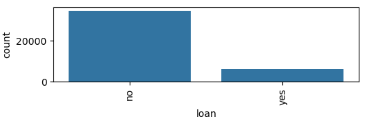 count
20000
0
no
yes
loan